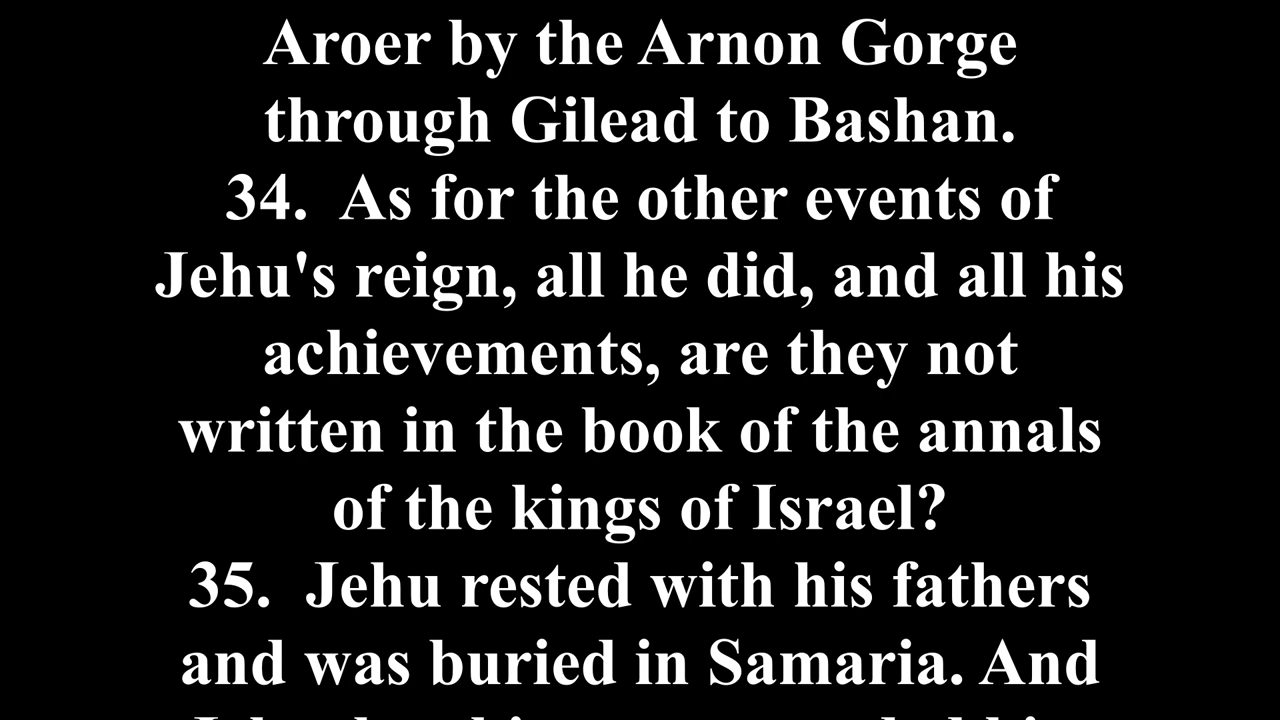 Aroer by the Arnon Gorge
through Gilead to Bashan.
34.  As for the other events of
Jehu's reign, all he did, and all his
achievements, are they not
written in the book of the annals
of the kings of Israel?
35.  Jehu rested with his fathers
and was buried in Samaria. And